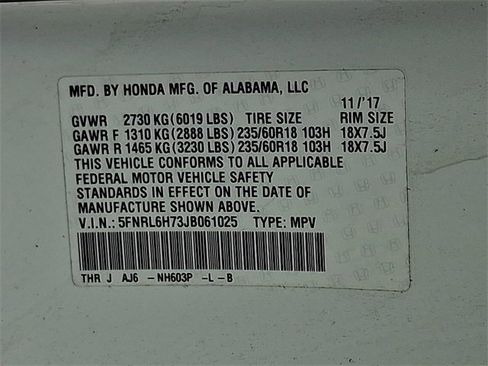 MFD. BY HONDA MFG. OF ALABAMA, LLC
11/'17
GVWR 2730 KG(6019 LBS) TIRE SIZE RIM SIZE
GAWR F 1310 KG(2888 LBS)235/60R18 103H 18X7.5J
GAWR R 1465 KG(3230 LBS)235/60R18 103H 18X7.5J
THIS VEHICLE CONFORMS TO ALL APPLICABLE
FEDERAL MOTOR VEHICLE SAFETY
STANDARDS IN EFFECT ON THE DATE OF
MANUFACTURE SHOWN ABOVE.
V.I.N.:5FNRL6H73JB061025 TYPE: MPV
THR J AJ6 -NH603P -L-B